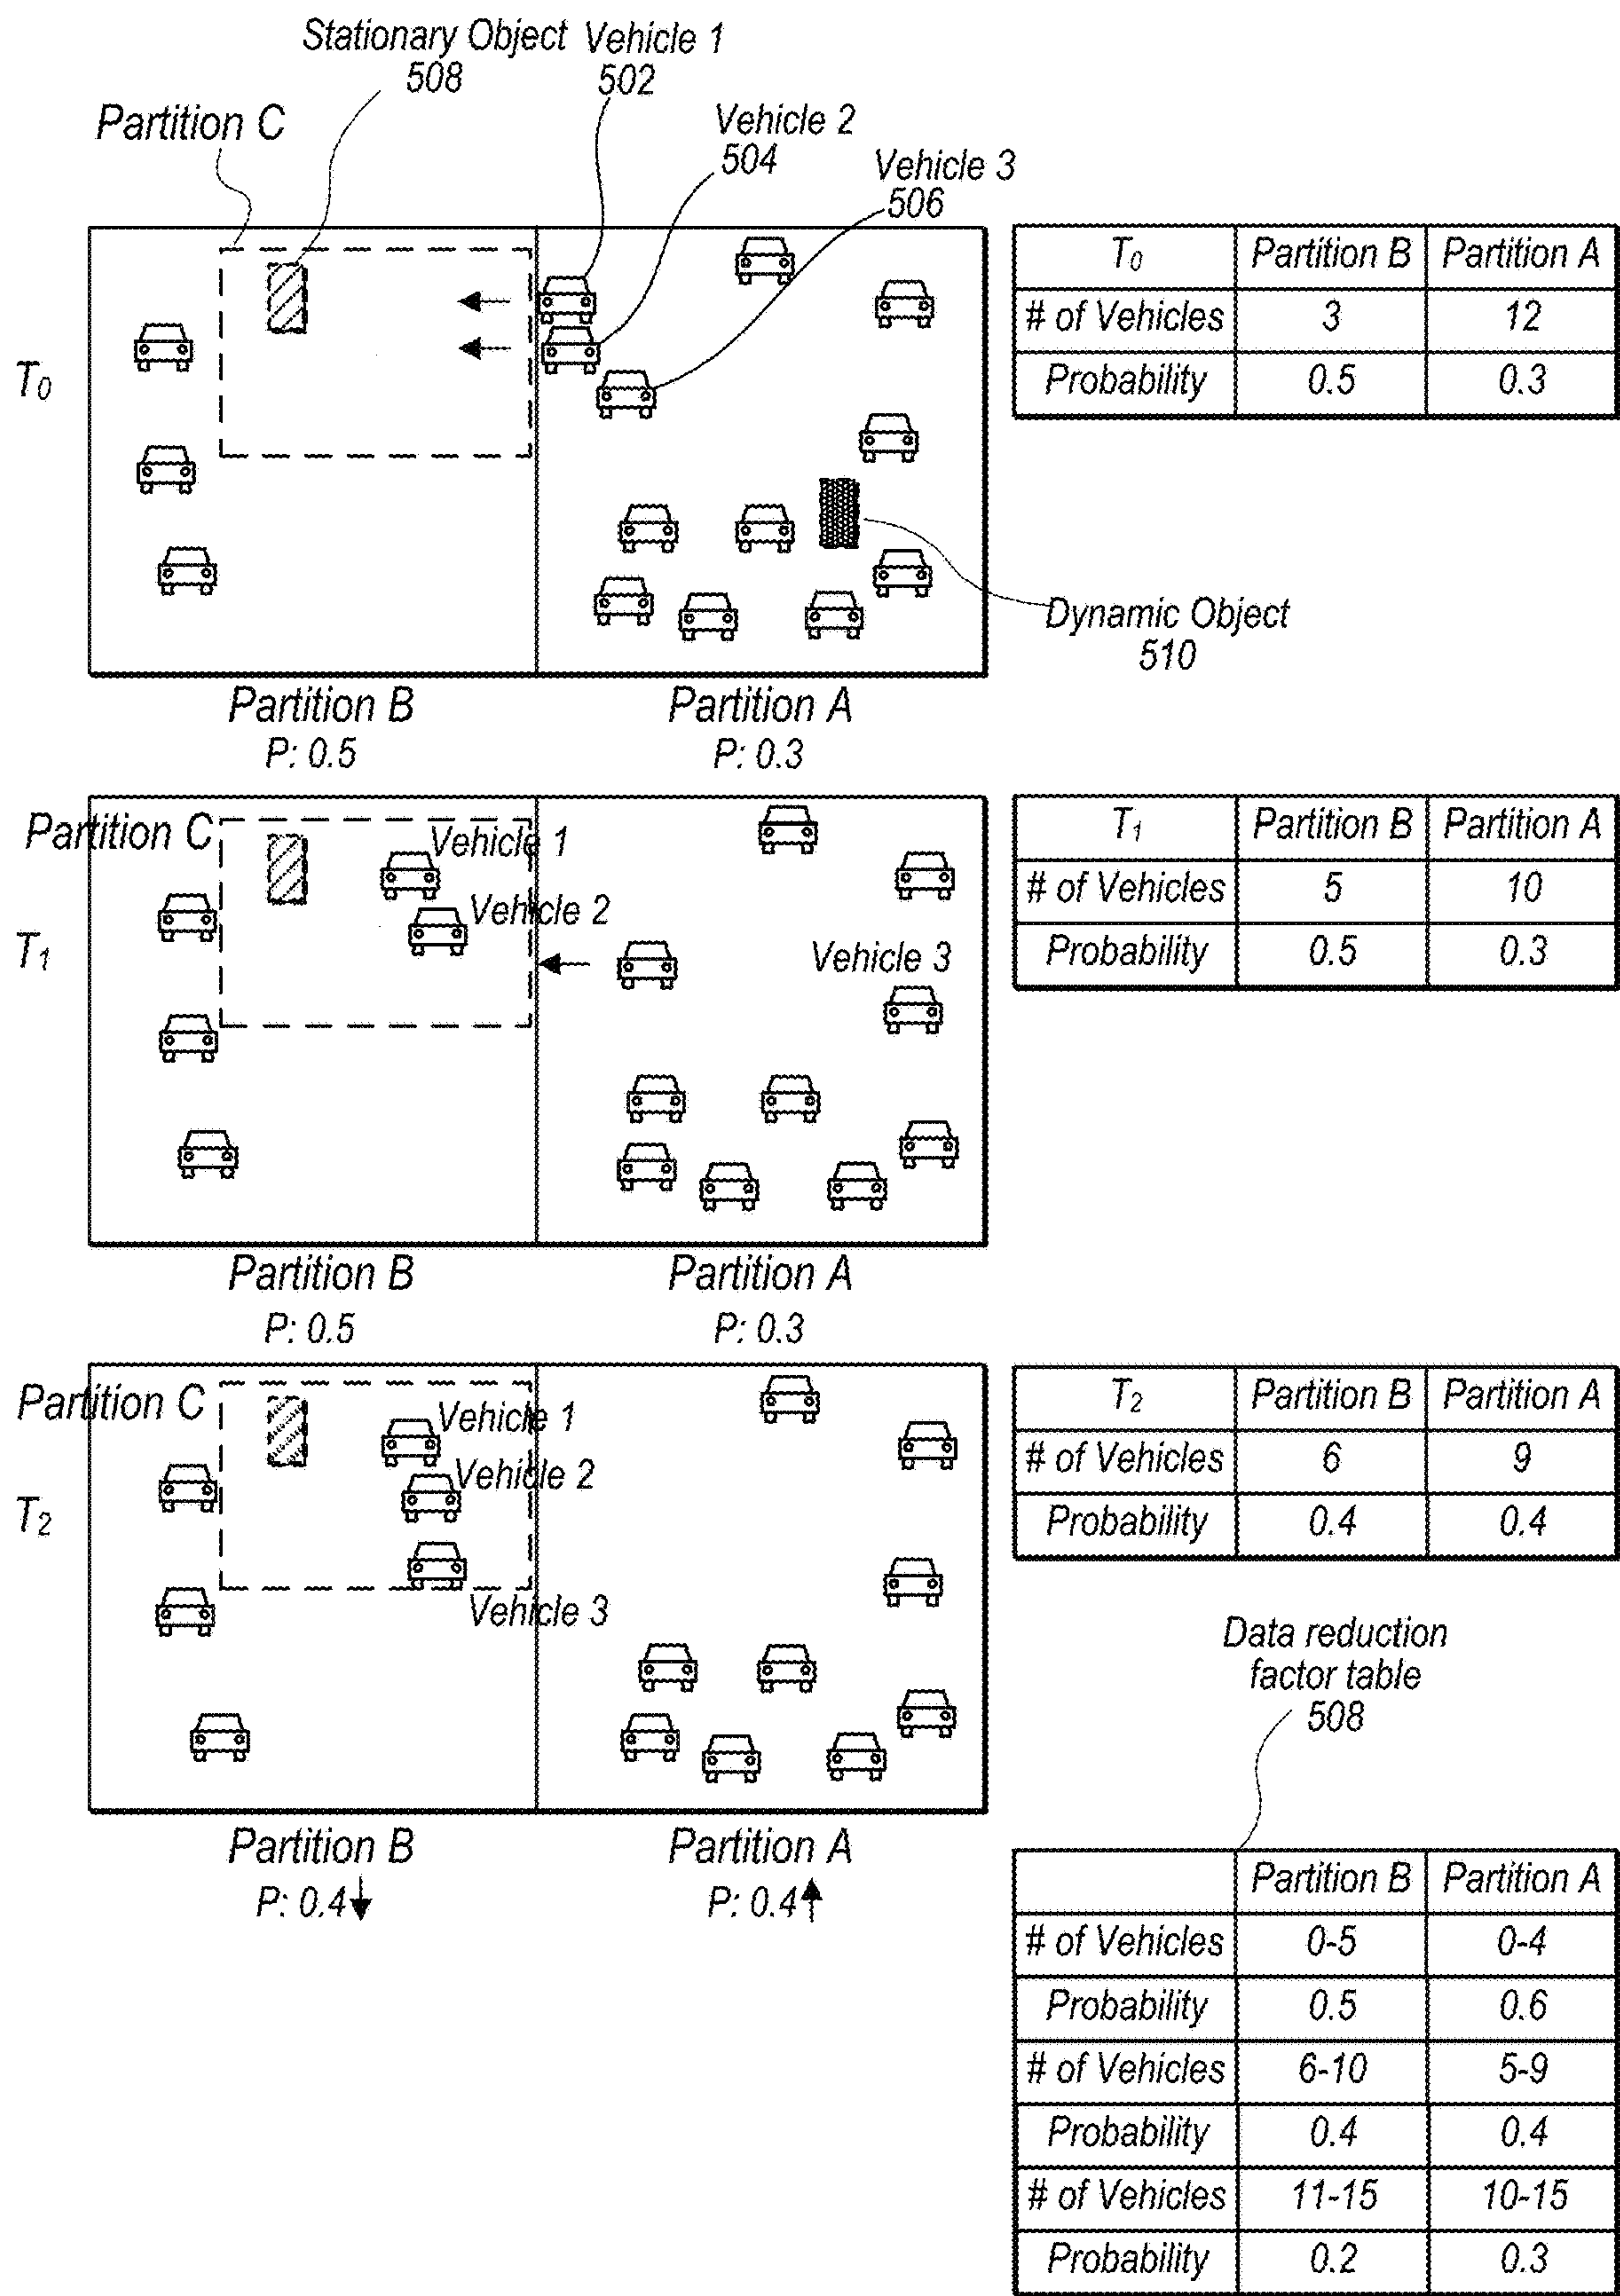 Stationary Object
508
Vehicle 1
502
Partition C
Vehicle 2
504
Vehicle 3
506
T0
Dynamic Object
510
Partition B
P: 0.5
Partition A
P: 0.3
T0 Partition B Partition A
# of Vehicles 3 12
Probability 0.5 0.3
Partition C
Vehicle 1
Vehicle 2
Vehicle 3
T1
Partition B
P: 0.5
Partition A
P: 0.3
T1 Partition B Partition A
# of Vehicles 5 10
Probability 0.5 0.3
Partition C
Vehicle 1
Vehicle 2
Vehicle 3
T2
Partition B
P: 0.4
Partition A
P: 0.4
T2 Partition B Partition A
# of Vehicles 6 9
Probability 0.4 0.4
Data reduction
factor table
508
Partition B Partition A
# of Vehicles 0-5 0-4
Probability 0.5 0.6
# of Vehicles 6-10 5-9
Probability 0.4 0.4
# of Vehicles 11-15 10-15
Probability 0.2 0.3